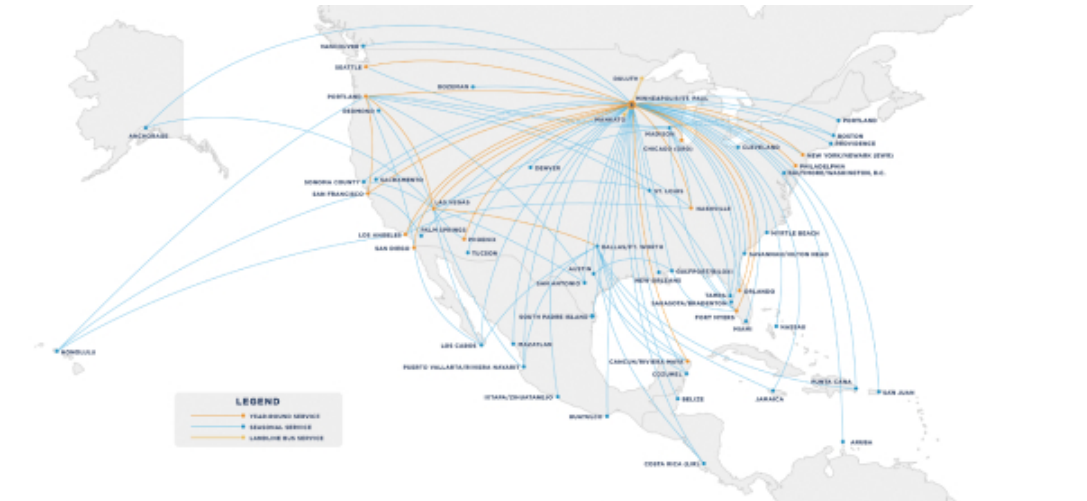 VANCOUVER
SEATTLE
PORTLAND
REDMOND
BOZEMAN
DULUTH
MINNEAPOLIS/ST. PAUL
MANKATO
MADISON
CHICAGO (ORD)
CLEVELAND
PORTLAND
BOSTON
PROVIDENCE
NEW YORK/NEWARK (EWR)
PHILADELPHIA
BALTIMORE/WASHINGTON, D.C.
ANCHORAGE
DENVER
SONOMA COUNTY
SACRAMENTO
SAN FRANCISCO
ST. LOUIS
LAS VEGAS
NASHVILLE
LOS ANGELES
PALM SPRINGS
PHOENIX
SAN DIEGO
TUCSON
MYRTLE BEACH
DALLAS/FT. WORTH
SAVANNAH/HILTON HEAD
AUSTIN
SAN ANTONIO
GULFPORT/BILOXI
NEW ORLEANS
TAMPA
ORLANDO
SARASOTA/BRADENTON
FORT MYERS
SOUTH PADRE ISLAND
MIAMI
NASSAU
HONOLULU
LOS CABOS
MAZATLAN
PUERTO VALLARTA/RIVIERA NAYARIT
CANCUN/RIVIERA MAYA
COZUMEL
PUNTA CANA
SAN JUAN
IXTAPA/ZIHUATANEJO
BELIZE
JAMAICA
HUATULCO
ARUBA
COSTA RICA (LIR)
LEGEND
YEAR-ROUND SERVICE
SEASONAL SERVICE
LANDLINE BUS SERVICE